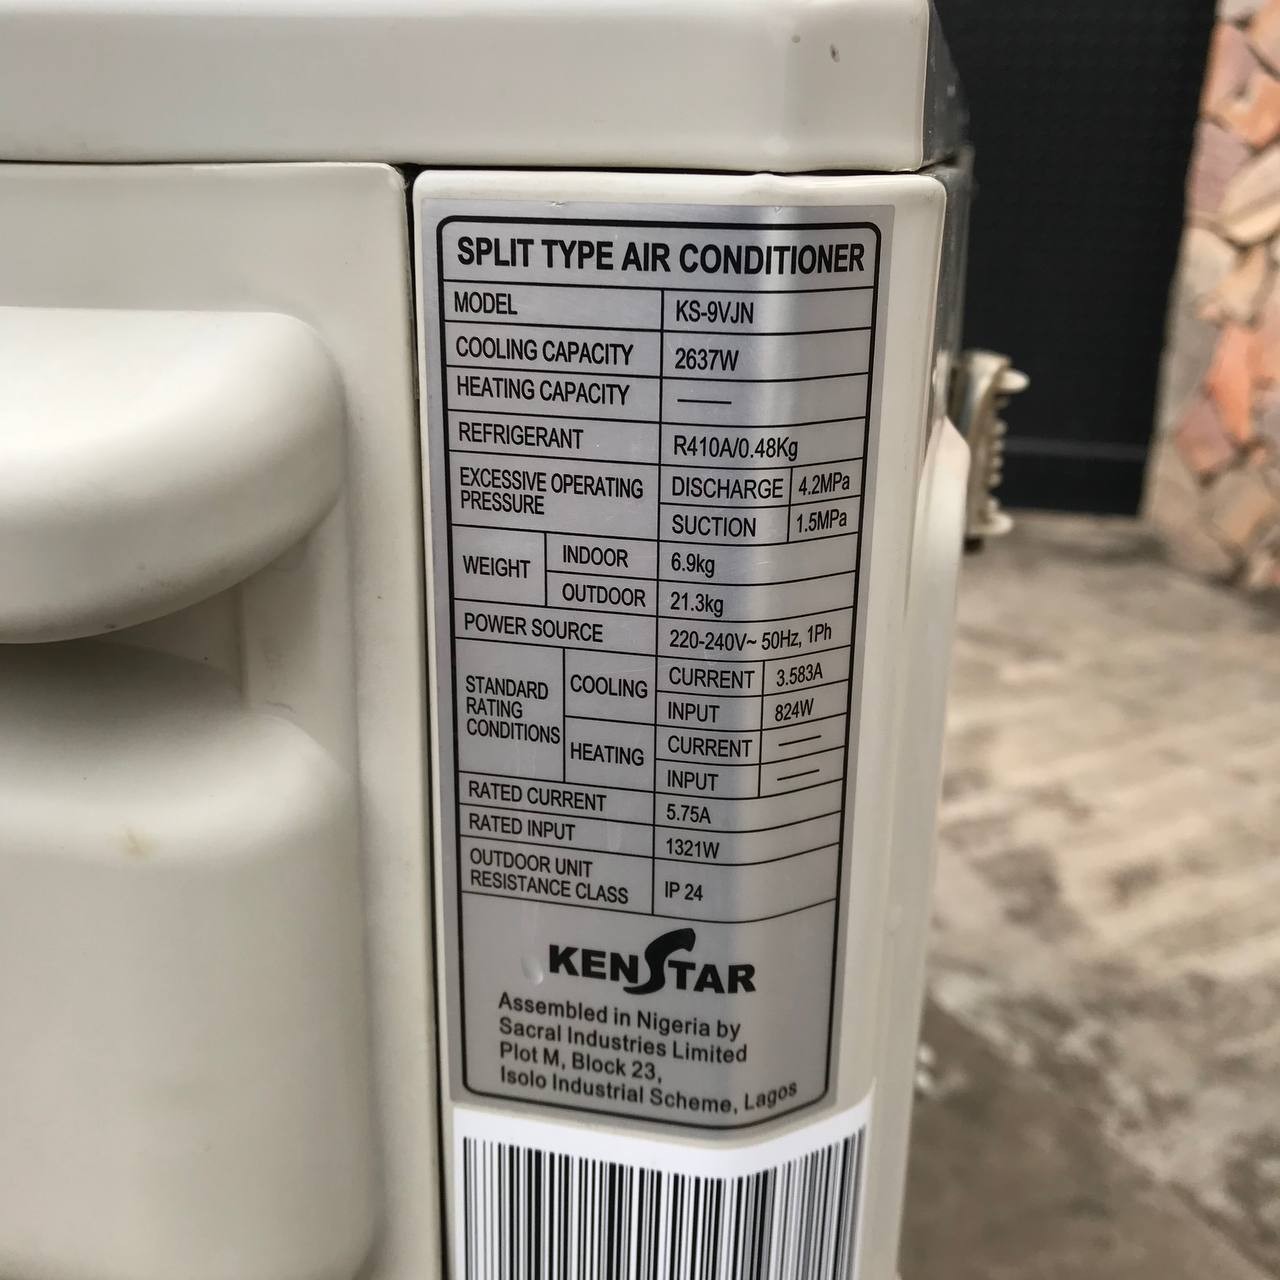 SPLIT TYPE AIR CONDITIONER
MODEL KS-9VJN
COOLING CAPACITY 2637W
HEATING CAPACITY —
REFRIGERANT R410A/0.48Kg
EXCESSIVE OPERATING
PRESSURE
DISCHARGE 4.2MPa
SUCTION 1.5MPa
WEIGHT
INDOOR 6.9kg
OUTDOOR 21.3kg
POWER SOURCE 220-240V~ 50Hz, 1Ph
STANDARD
RATING
CONDITIONS
COOLING
CURRENT 3.583A
INPUT 824W
HEATING
CURRENT —
INPUT —
RATED CURRENT 5.75A
RATED INPUT 1321W
OUTDOOR UNIT
RESISTANCE CLASS
IP 24
KENSTAR
Assembled in Nigeria by
Sacral Industries Limited
Plot M, Block 23,
Isolo Industrial Scheme, Lagos